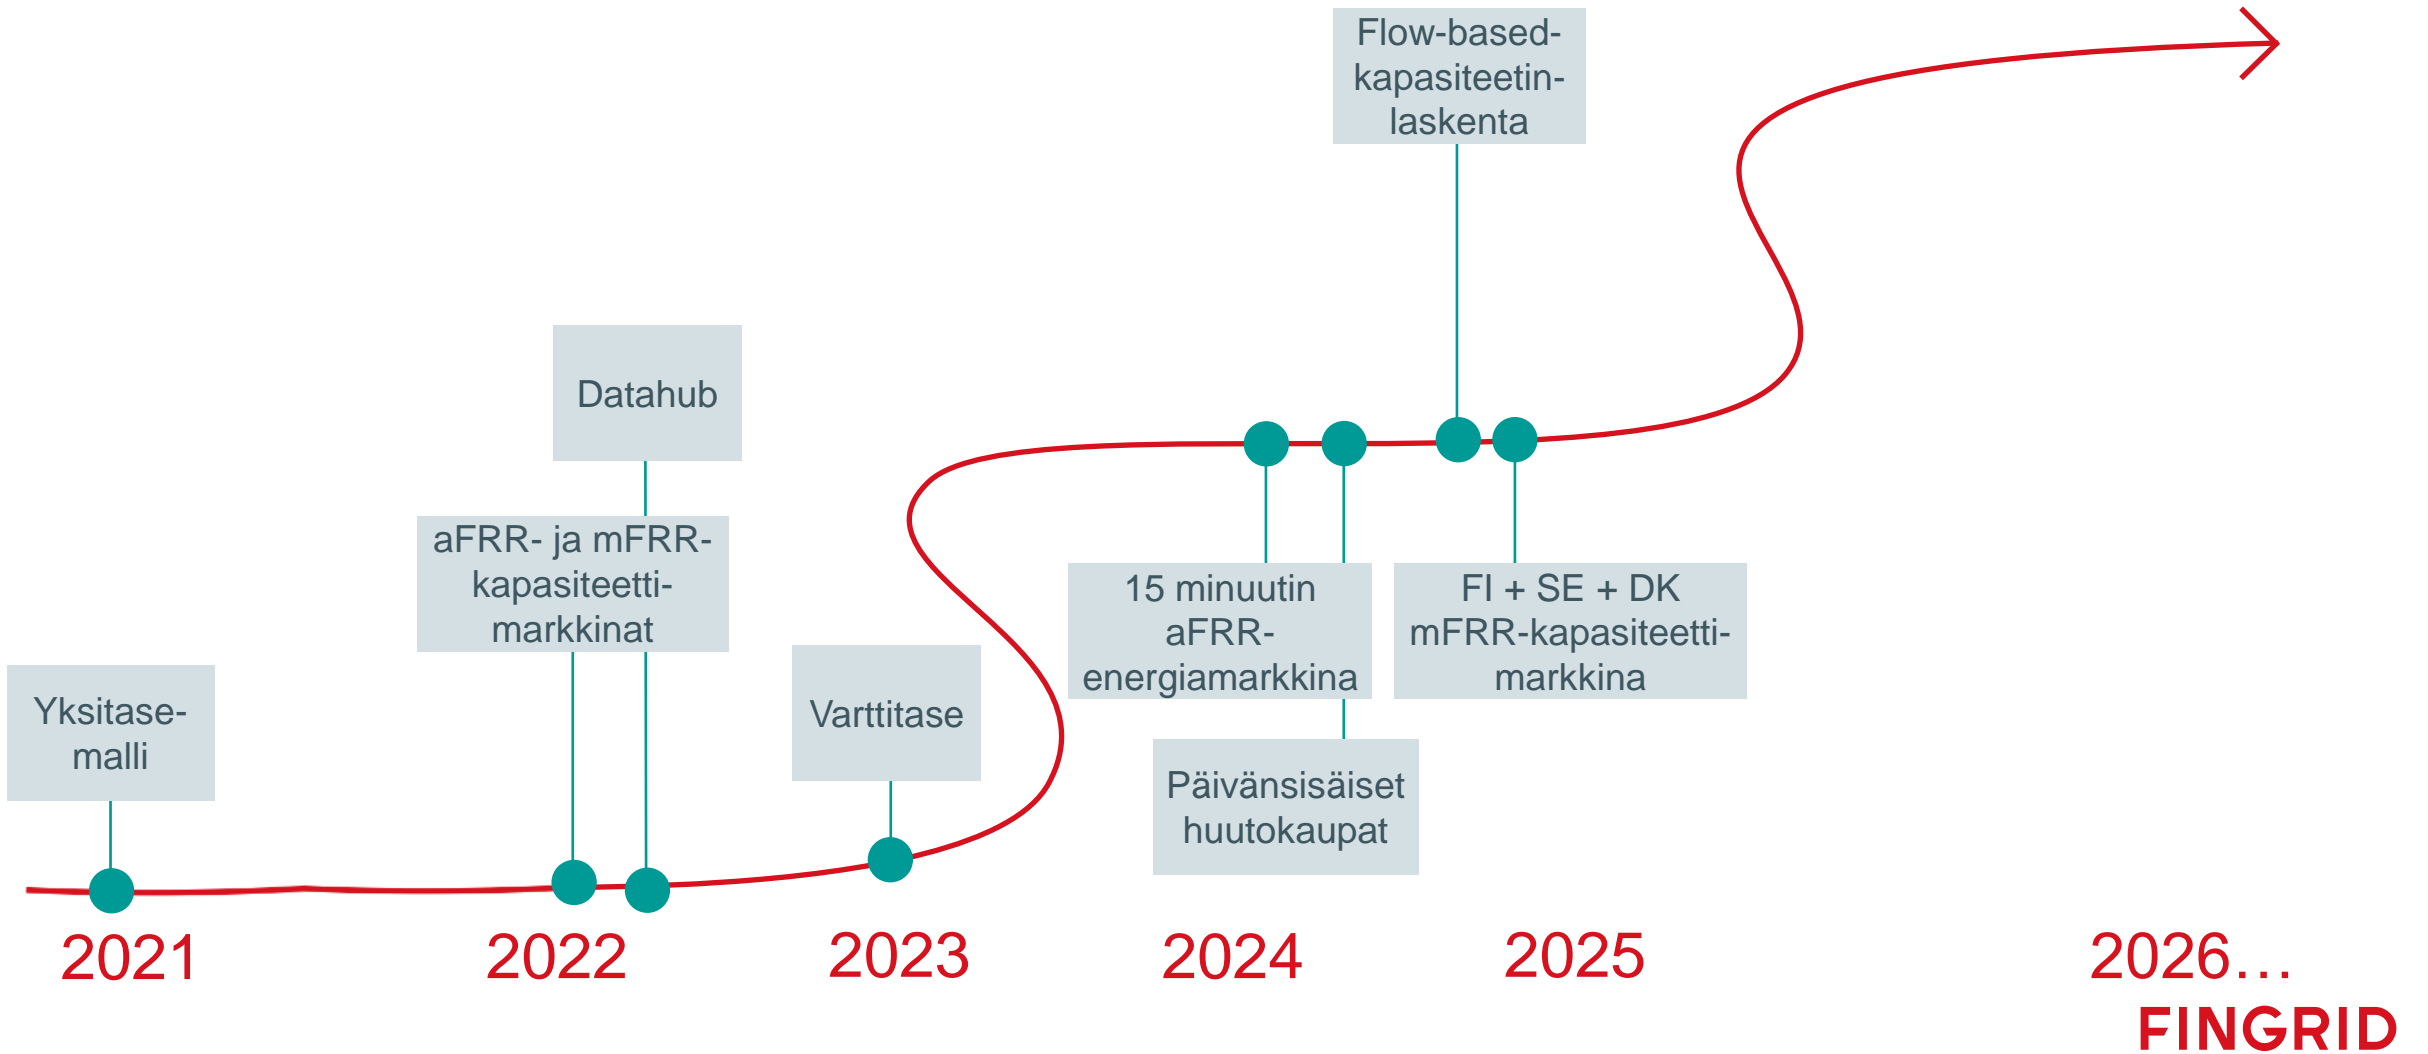 Flow-based-
kapasiteetin-
laskenta
Datahub
aFRR- ja mFRR-
kapasiteetti-
markkinat
Yksitase-
malli
Varttitase
15 minuutin
aFRR-
energiamarkkina
FI + SE + DK
mFRR-kapasiteetti-
markkina
Päivänsisäiset
huutokaupat
2021
2022
2023
2024
2025
2026…
FINGRID